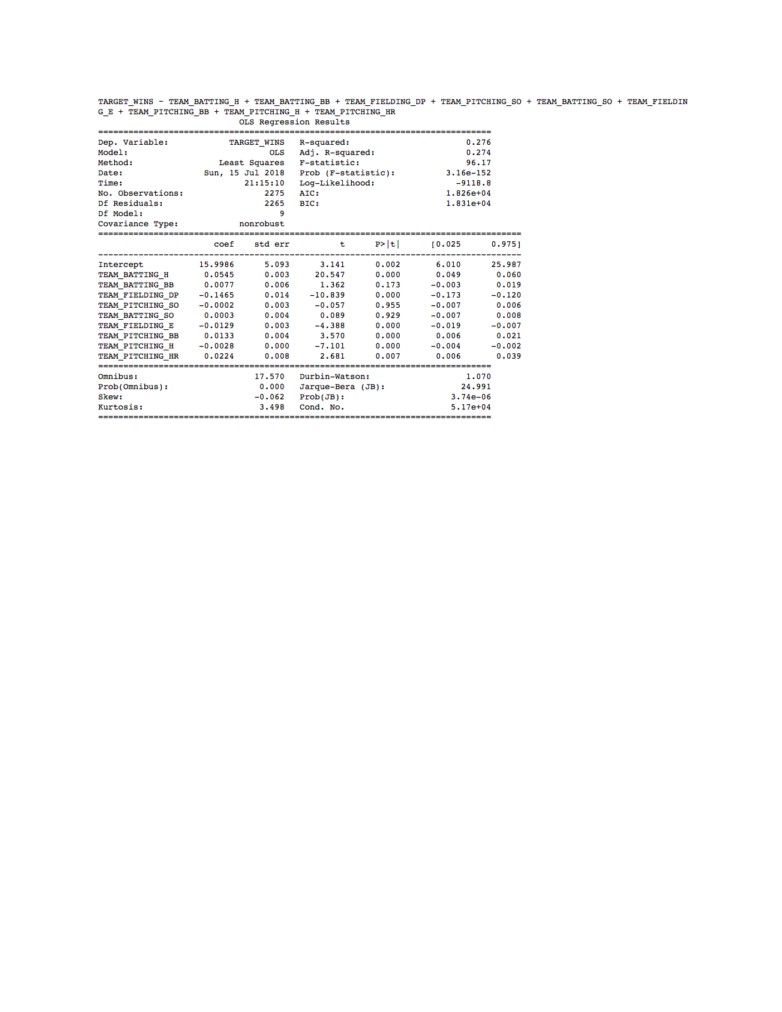 TARGET_WINS ~ TEAM_BATTING_H + TEAM_BATTING_BB + TEAM_FIELDING_DP + TEAM_PITCHING_SO + TEAM_BATTING_SO + TEAM_FIELDIN
G_E + TEAM_PITCHING_BB + TEAM_PITCHING_H + TEAM_PITCHING_HR
OLS Regression Results
==============================================================================
Dep. Variable: TARGET_WINS R-squared: 0.276
Model: OLS Adj. R-squared: 0.274
Method: Least Squares F-statistic: 96.17
Date: Sun, 15 Jul 2018 Prob (F-statistic): 3.16e-152
Time: 21:15:10 Log-Likelihood: -9118.8
No. Observations: 2275 AIC: 1.826e+04
Df Residuals: 2265 BIC: 1.831e+04
Df Model: 9
Covariance Type: nonrobust
====================================================================================
coef std err t P>|t| [0.025 0.975]
------------------------------------------------------------------------------------
Intercept 15.9986 5.093 3.141 0.002 6.010 25.987
TEAM_BATTING_H 0.0545 0.003 20.547 0.000 0.049 0.060
TEAM_BATTING_BB 0.0077 0.006 1.362 0.173 -0.003 0.019
TEAM_FIELDING_DP -0.1465 0.014 -10.839 0.000 -0.173 -0.120
TEAM_PITCHING_SO -0.0002 0.003 -0.057 0.955 -0.007 0.006
TEAM_BATTING_SO 0.0003 0.004 0.089 0.929 -0.007 0.008
TEAM_FIELDING_E -0.0129 0.003 -4.388 0.000 -0.019 -0.007
TEAM_PITCHING_BB 0.0133 0.004 3.570 0.000 0.006 0.021
TEAM_PITCHING_H -0.0028 0.000 -7.101 0.000 -0.004 -0.002
TEAM_PITCHING_HR 0.0224 0.008 2.681 0.007 0.006 0.039
==============================================================================
Omnibus: 17.570 Durbin-Watson: 1.070
Prob(Omnibus): 0.000 Jarque-Bera (JB): 24.991
Skew: -0.062 Prob(JB): 3.74e-06
Kurtosis: 3.498 Cond. No. 5.17e+04
==============================================================================